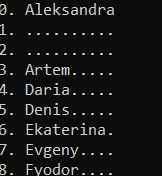 0. Aleksandra
1. ..........
2. ..........
3. Artem.....
4. Daria.....
5. Denis.....
6. Ekaterina.
7. Evgeny....
8. Fyodor....